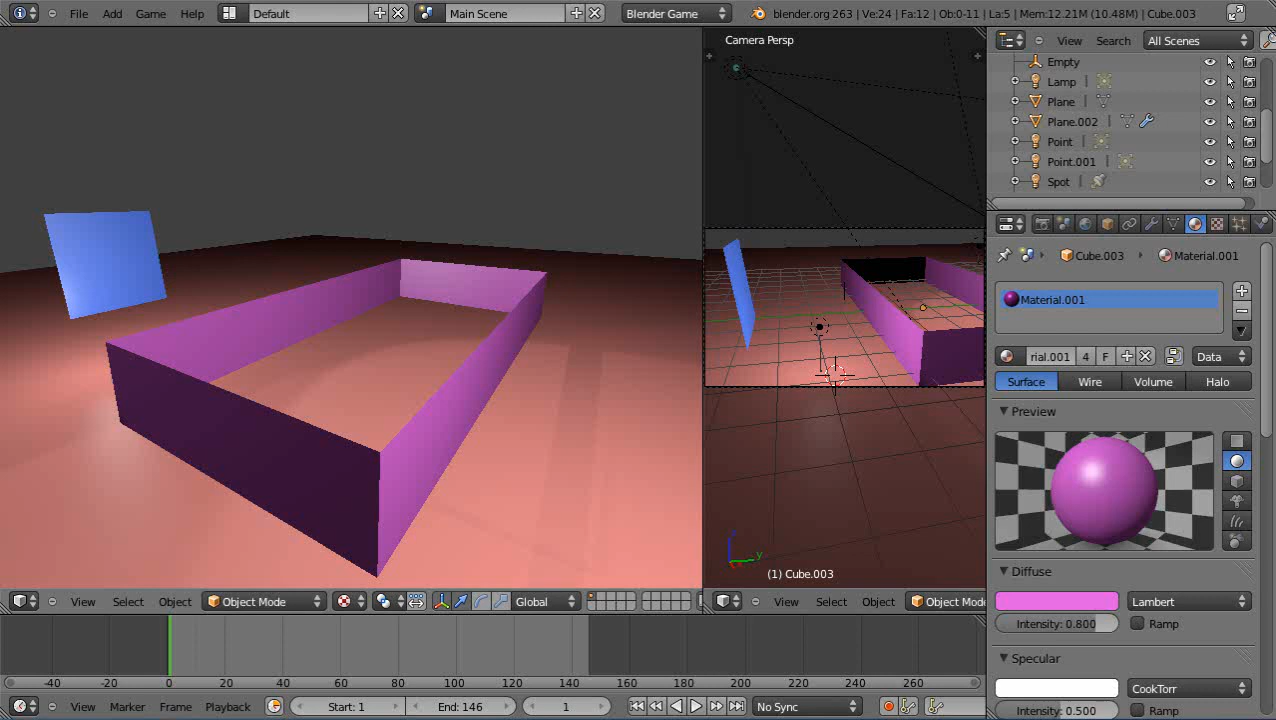 File Add Game Help Default Main Scene Blender Game blender.org 263 | Ve:24 | Fa:12 | Ob:0-11 | La:5 | Mem:12.21M (10.48M) | Cube.003
Camera Persp
View Search All Scenes
Empty
Lamp
Plane
Plane.002
Point
Point.001
Spot
Cube.003 Material.001
Material.001
rial.001 4 F Data
Surface Wire Volume Halo
Preview
Diffuse
Lambert
Intensity: 0.800 Ramp
Specular
CookTorr
Intensity: 0.500 Ramp
y
(1) Cube.003
View Select Object Object Mode Global
View Select Object Object Mode
-40 -20 0 20 40 60 80 100 120 140 160 180 200 220 240 260
View Marker Frame Playback Start: 1 End: 146 1 No Sync